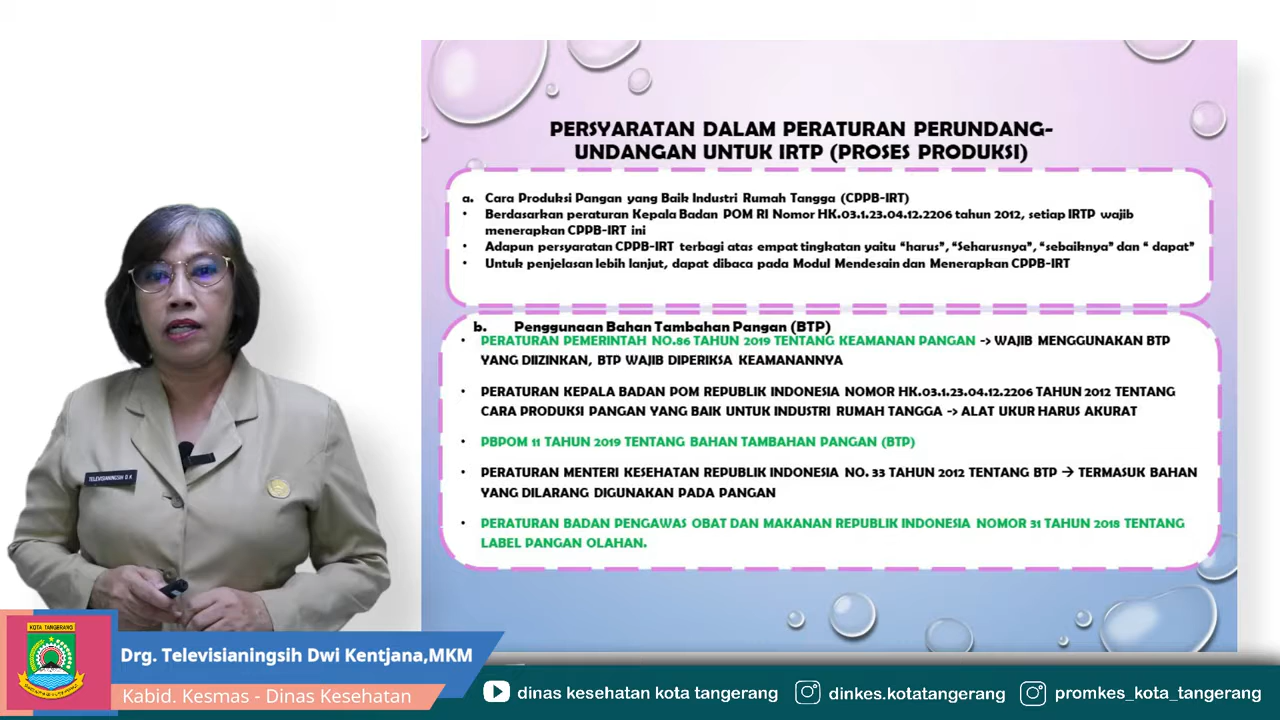 PERSYARATAN DALAM PERATURAN PERUNDANG-
UNDANGAN UNTUK IRTP (PROSES PRODUKSI)
a. Cara Produksi Pangan yang Baik Industri Rumah Tangga (CPPB-IRT)
• Berdasarkan peraturan Kepala Badan POM RI Nomor HK.03.1.23.04.12.2206 tahun 2012, setiap IRTP wajib
menerapkan CPPB-IRT ini
• Adapun persyaratan CPPB-IRT terbagi atas empat tingkatan yaitu “harus”, “Seharusnya”, “sebaiknya” dan “ dapat”
• Untuk penjelasan lebih lanjut, dapat dibaca pada Modul Mendesain dan Menerapkan CPPB-IRT
b. Penggunaan Bahan Tambahan Pangan (BTP)
• PERATURAN PEMERINTAH NO.86 TAHUN 2019 TENTANG KEAMANAN PANGAN -> WAJIB MENGGUNAKAN BTP
YANG DIIZINKAN, BTP WAJIB DIPERIKSA KEAMANANNYA
• PERATURAN KEPALA BADAN POM REPUBLIK INDONESIA NOMOR HK.03.1.23.04.12.2206 TAHUN 2012 TENTANG
CARA PRODUKSI PANGAN YANG BAIK UNTUK INDUSTRI RUMAH TANGGA -> ALAT UKUR HARUS AKURAT
• PBPOM 11 TAHUN 2019 TENTANG BAHAN TAMBAHAN PANGAN (BTP)
• PERATURAN MENTERI KESEHATAN REPUBLIK INDONESIA NO. 33 TAHUN 2012 TENTANG BTP → TERMASUK BAHAN
YANG DILARANG DIGUNAKAN PADA PANGAN
• PERATURAN BADAN PENGAWAS OBAT DAN MAKANAN REPUBLIK INDONESIA NOMOR 31 TAHUN 2018 TENTANG
LABEL PANGAN OLAHAN.
TELEVISIANINGSIH D.K
KOTA TANGERANG
Drg. Televisianingsih Dwi Kentjana,MKM
Kabid. Kesmas - Dinas Kesehatan
dinas kesehatan kota tangerang
dinkes.kotatangerang
promkes_kota_tangerang